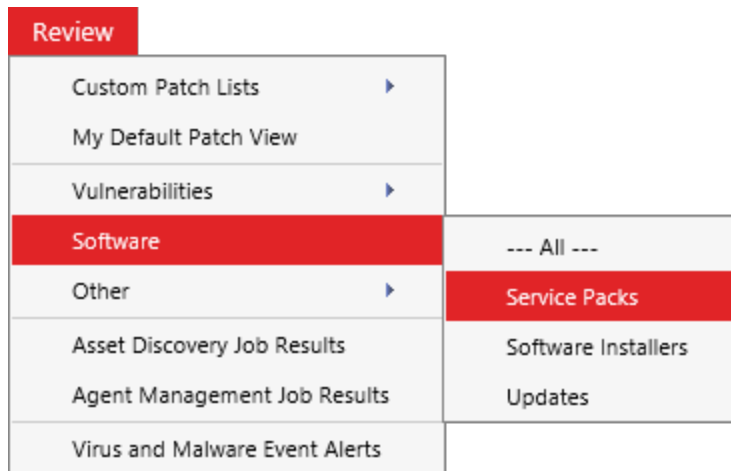 Review
Custom Patch Lists
My Default Patch View
Vulnerabilities
Software
Other
Asset Discovery Job Results
Agent Management Job Results
Virus and Malware Event Alerts
--- All ---
Service Packs
Software Installers
Updates